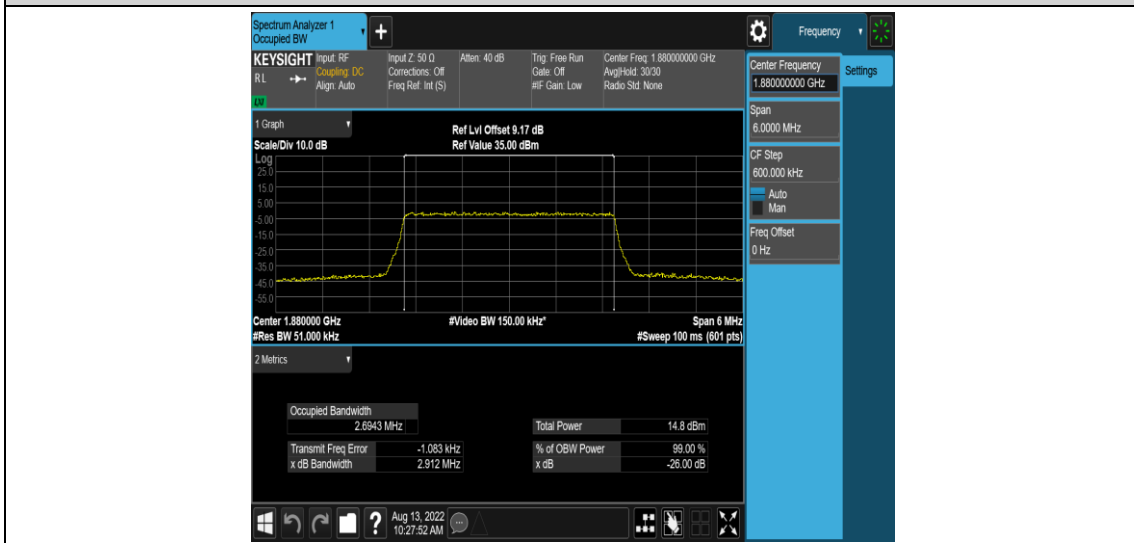 Spectrum Analyzer 1
Occupied BW
+
Frequency
KEYSIGHT Input: RF Input Z: 50 Ω Atten: 40 dB Trig: Free Run Center Freq: 1.880000000 GHz
RL Coupling: DC Corrections: Off Gate: Off Avg|Hold: 30/30
Align: Auto Freq Ref: Int (S) #IF Gain: Low Radio Std: None
Center Frequency
1.880000000 GHz
Settings
Span
6.0000 MHz
CF Step
600.000 kHz
Auto
Man
Freq Offset
0 Hz
1 Graph
Ref Lvl Offset 9.17 dB
Scale/Div 10.0 dB Ref Value 35.00 dBm
Log
25.0
15.0
5.00
-5.00
-15.0
-25.0
-35.0
-45.0
-55.0
Center 1.880000 GHz #Video BW 150.00 kHz* Span 6 MHz
#Res BW 51.000 kHz #Sweep 100 ms (601 pts)
2 Metrics
Occupied Bandwidth
2.6943 MHz
Total Power 14.8 dBm
Transmit Freq Error -1.083 kHz % of OBW Power 99.00 %
x dB Bandwidth 2.912 MHz x dB -26.00 dB
?
Aug 13, 2022
10:27:52 AM